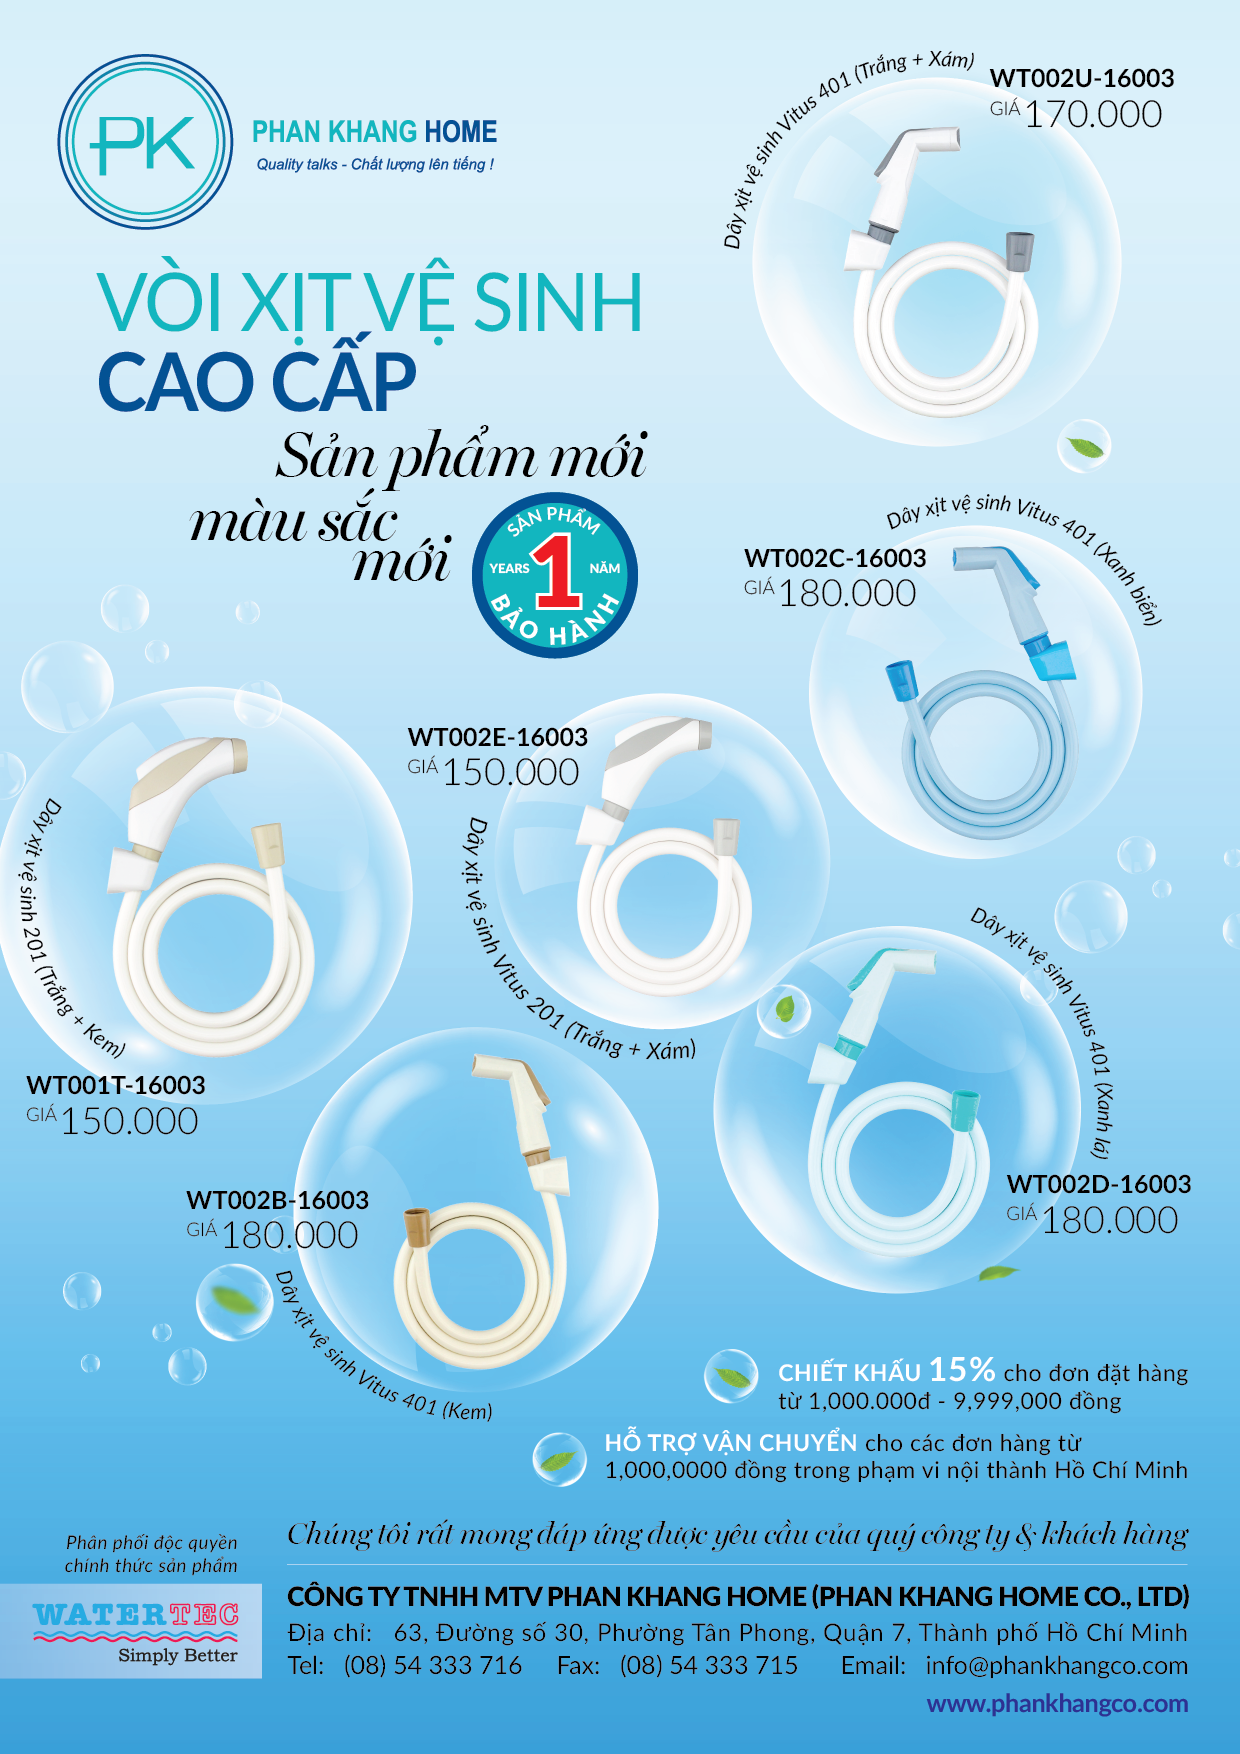 PK
PHAN KHANG HOME
Quality talks - Chất lượng lên tiếng !
VÒI XỊT VỆ SINH
CAO CẤP
Sản phẩm mới
màu sắc
mới
SẢN PHẨM
YEARS 1 NĂM
BẢO HÀNH
Dây xịt vệ sinh Vitus 401 (Trắng + Xám)
WT002U-16003
GIÁ 170.000
Dây xịt vệ sinh Vitus 401 (Xanh biển)
WT002C-16003
GIÁ 180.000
WT002E-16003
GIÁ 150.000
Dây xịt vệ sinh Vitus 201 (Trắng + Xám)
Dây xịt vệ sinh 201 (Trắng + Kem)
WT001T-16003
GIÁ 150.000
Dây xịt vệ sinh Vitus 401 (Xanh lá)
WT002D-16003
GIÁ 180.000
WT002B-16003
GIÁ 180.000
Dây xịt vệ sinh Vitus 401 (Kem)
CHIẾT KHẤU 15% cho đơn đặt hàng
từ 1,000.000đ - 9,999,000 đồng
HỖ TRỢ VẬN CHUYỂN cho các đơn hàng từ
1,000,0000 đồng trong phạm vi nội thành Hồ Chí Minh
Phân phối độc quyền
chính thức sản phẩm
WATERTEC
Simply Better
Chúng tôi rất mong đáp ứng được yêu cầu của quý công ty & khách hàng
CÔNG TY TNHH MTV PHAN KHANG HOME (PHAN KHANG HOME CO., LTD)
Địa chỉ: 63, Đường số 30, Phường Tân Phong, Quận 7, Thành phố Hồ Chí Minh
Tel: (08) 54 333 716 Fax: (08) 54 333 715 Email: info@phankhangco.com
www.phankhangco.com